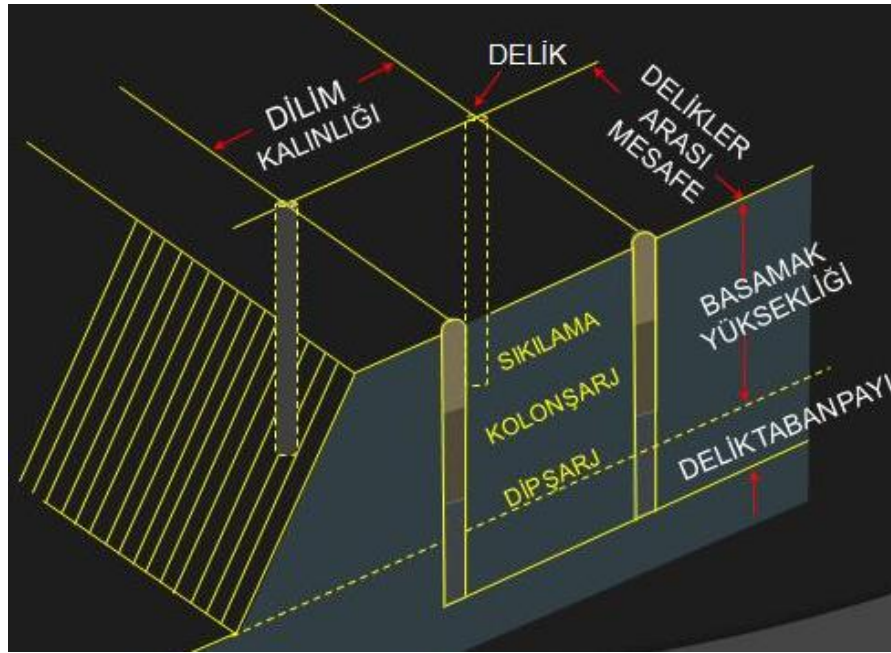 DELİK
DİLİM
KALINLIĞI
DELİKLER
ARASI
MESAFE
BASAMAK
YÜKSEKLİĞİ
SIKILAMA
KOLONŞARJ
DİPŞARJ
DELİKTABANPAYI